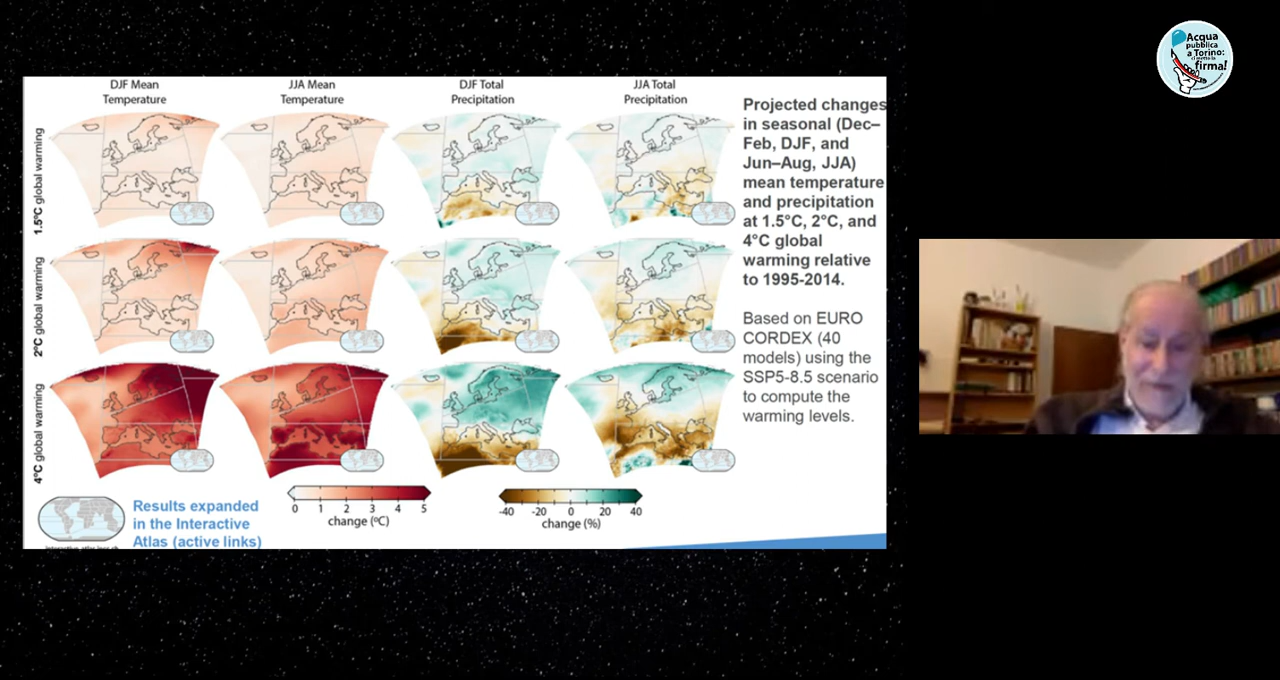 Acqua
pubblica
a Torino:
ci metto la
firma!
DJF Mean
Temperature
JJA Mean
Temperature
DJF Total
Precipitation
JJA Total
Precipitation
1.5°C global warming
2°C global warming
4°C global warming
Projected changes
in seasonal (Dec–
Feb, DJF, and
Jun–Aug, JJA)
mean temperature
and precipitation
at 1.5°C, 2°C, and
4°C global
warming relative
to 1995-2014.
Based on EURO
CORDEX (40
models) using the
SSP5-8.5 scenario
to compute the
warming levels.
0 1 2 3 4 5
change (ºC)
-40 -20 0 20 40
change (%)
Results expanded
in the Interactive
Atlas (active links)